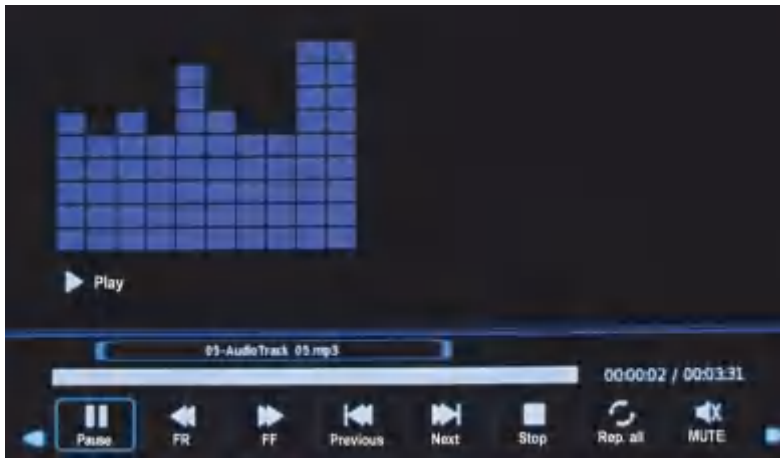 Play
05-AudioTrack 05.mp3
00:00:02 / 00:03:31
Pause FR FF Previous Next Stop Rep. all MUTE